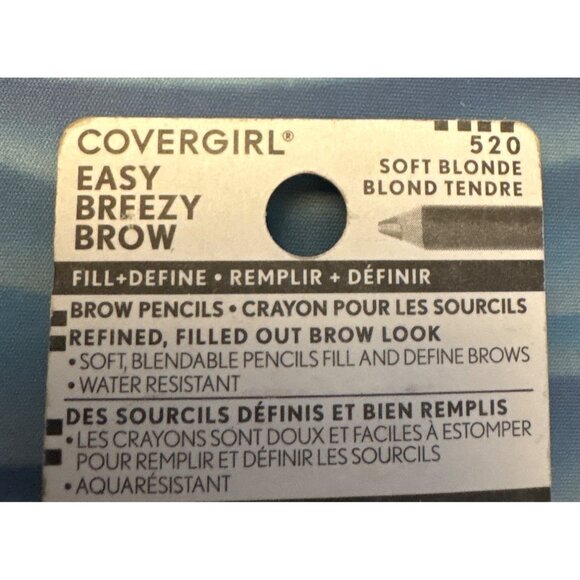 COVERGIRL®
EASY
BREEZY
BROW
520
SOFT BLONDE
BLOND TENDRE
FILL+DEFINE • REMPLIR + DÉFINIR
BROW PENCILS • CRAYON POUR LES SOURCILS
REFINED, FILLED OUT BROW LOOK
• SOFT, BLENDABLE PENCILS FILL AND DEFINE BROWS
• WATER RESISTANT
DES SOURCILS DÉFINIS ET BIEN REMPLIS
• LES CRAYONS SONT DOUX ET FACILES À ESTOMPER
POUR REMPLIR ET DÉFINIR LES SOURCILS
• AQUARÉSISTANT